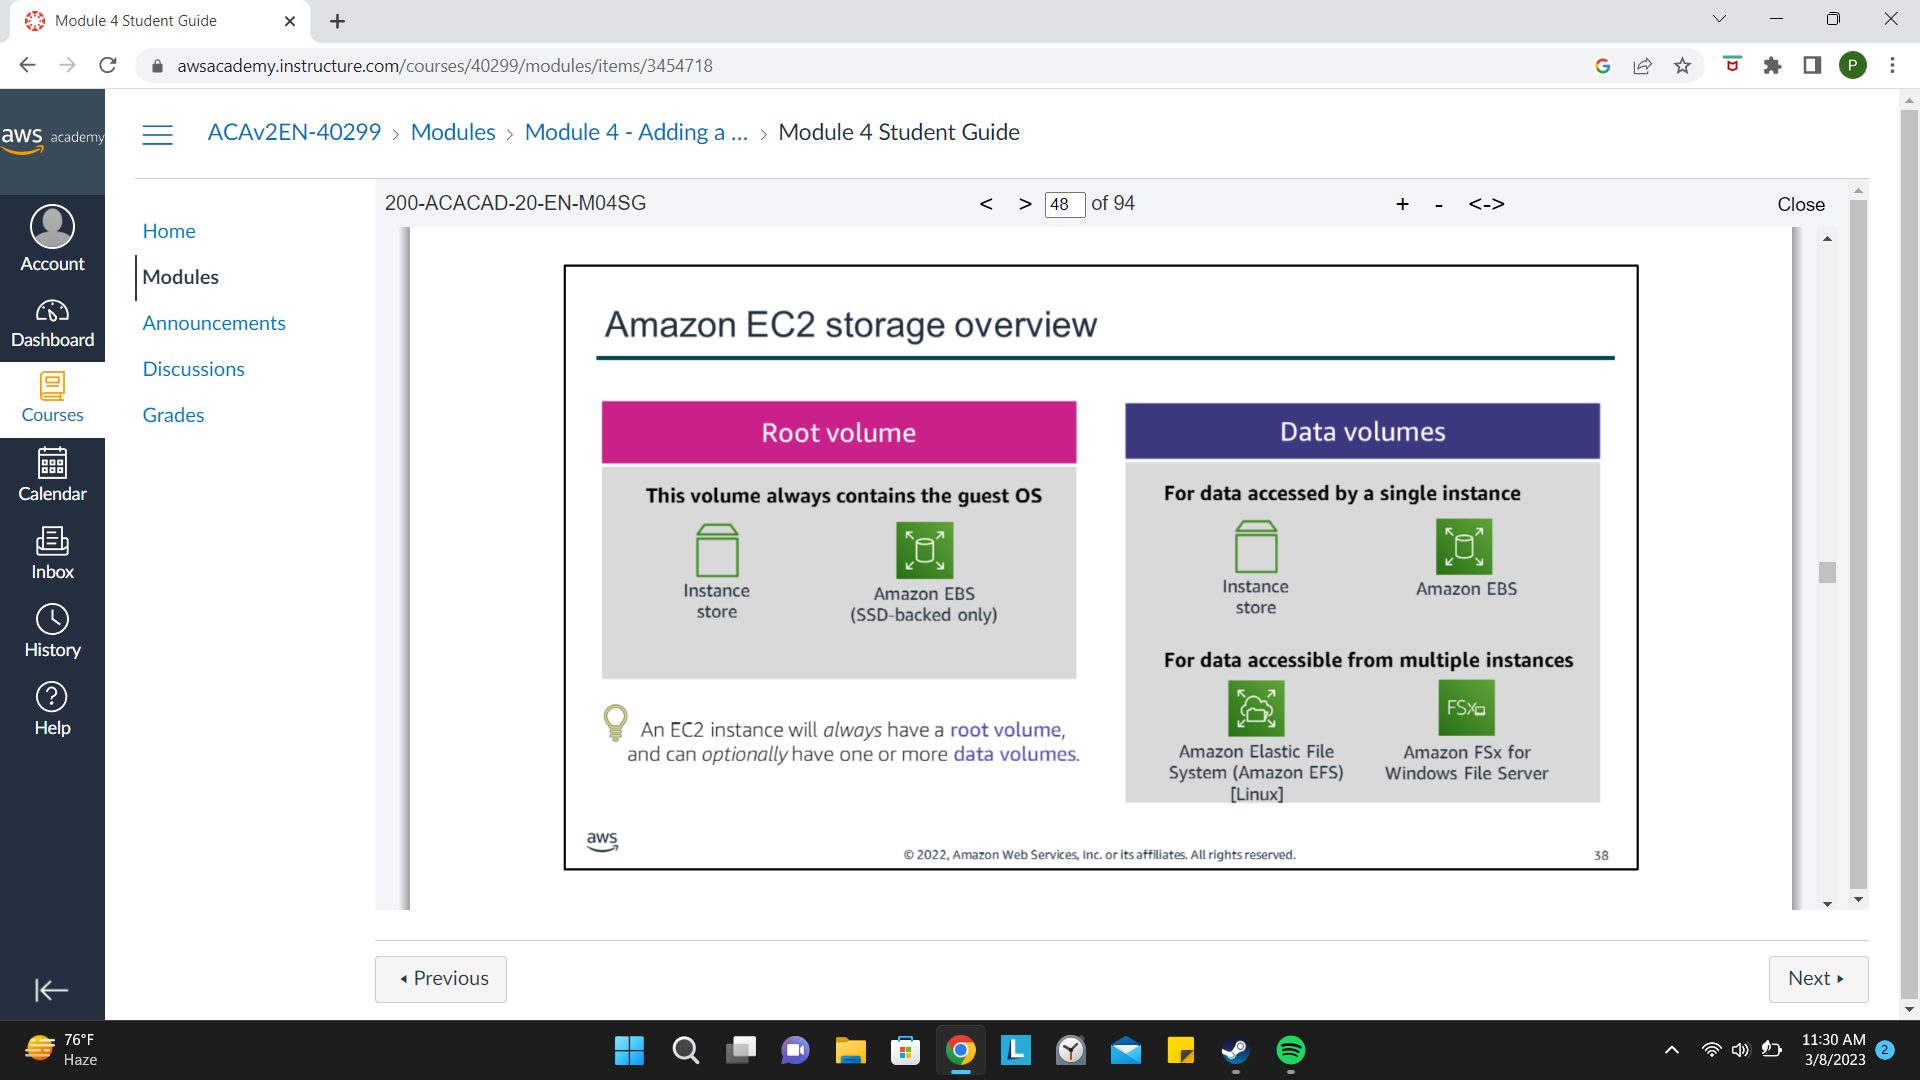 Module 4 Student Guide
awsacademy.instructure.com/courses/40299/modules/items/3454718
P
aws academy
ACAv2EN-40299 > Modules > Module 4 - Adding a ... > Module 4 Student Guide
Account
Dashboard
Courses
Calendar
Inbox
History
Help
Home
Modules
Announcements
Discussions
Grades
200-ACACAD-20-EN-M04SG
< > 48 of 94
+ - <->
Close
Amazon EC2 storage overview
Root volume
This volume always contains the guest OS
Instance
store
Amazon EBS
(SSD-backed only)
An EC2 instance will always have a root volume,
and can optionally have one or more data volumes.
Data volumes
For data accessed by a single instance
Instance
store
Amazon EBS
For data accessible from multiple instances
FSx
Amazon Elastic File
System (Amazon EFS)
[Linux]
Amazon FSx for
Windows File Server
aws
© 2022, Amazon Web Services, Inc. or its affiliates. All rights reserved.
38
Previous
Next
76°F
Haze
L
11:30 AM
3/8/2023
2